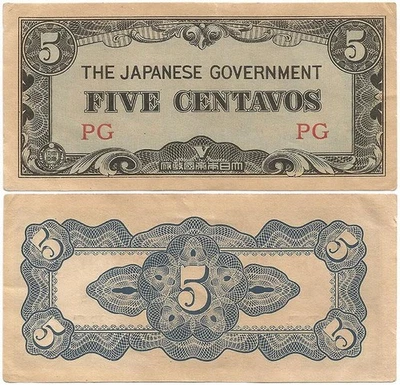 5 5
THE JAPANESE GOVERNMENT
FIVE CENTAVOS
PG PG
大日本帝國政府
5 5
5
5 5